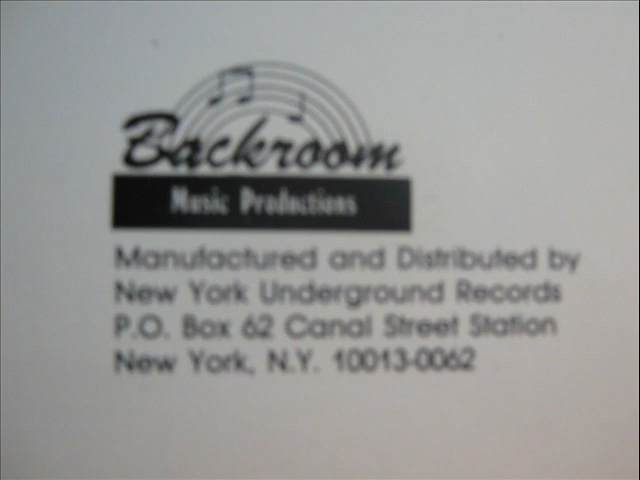 Backroom
Music Productions
Manufactured and Distributed by
New York Underground Records
P.O. Box 62 Canal Street Station
New York, N.Y. 10013-0062